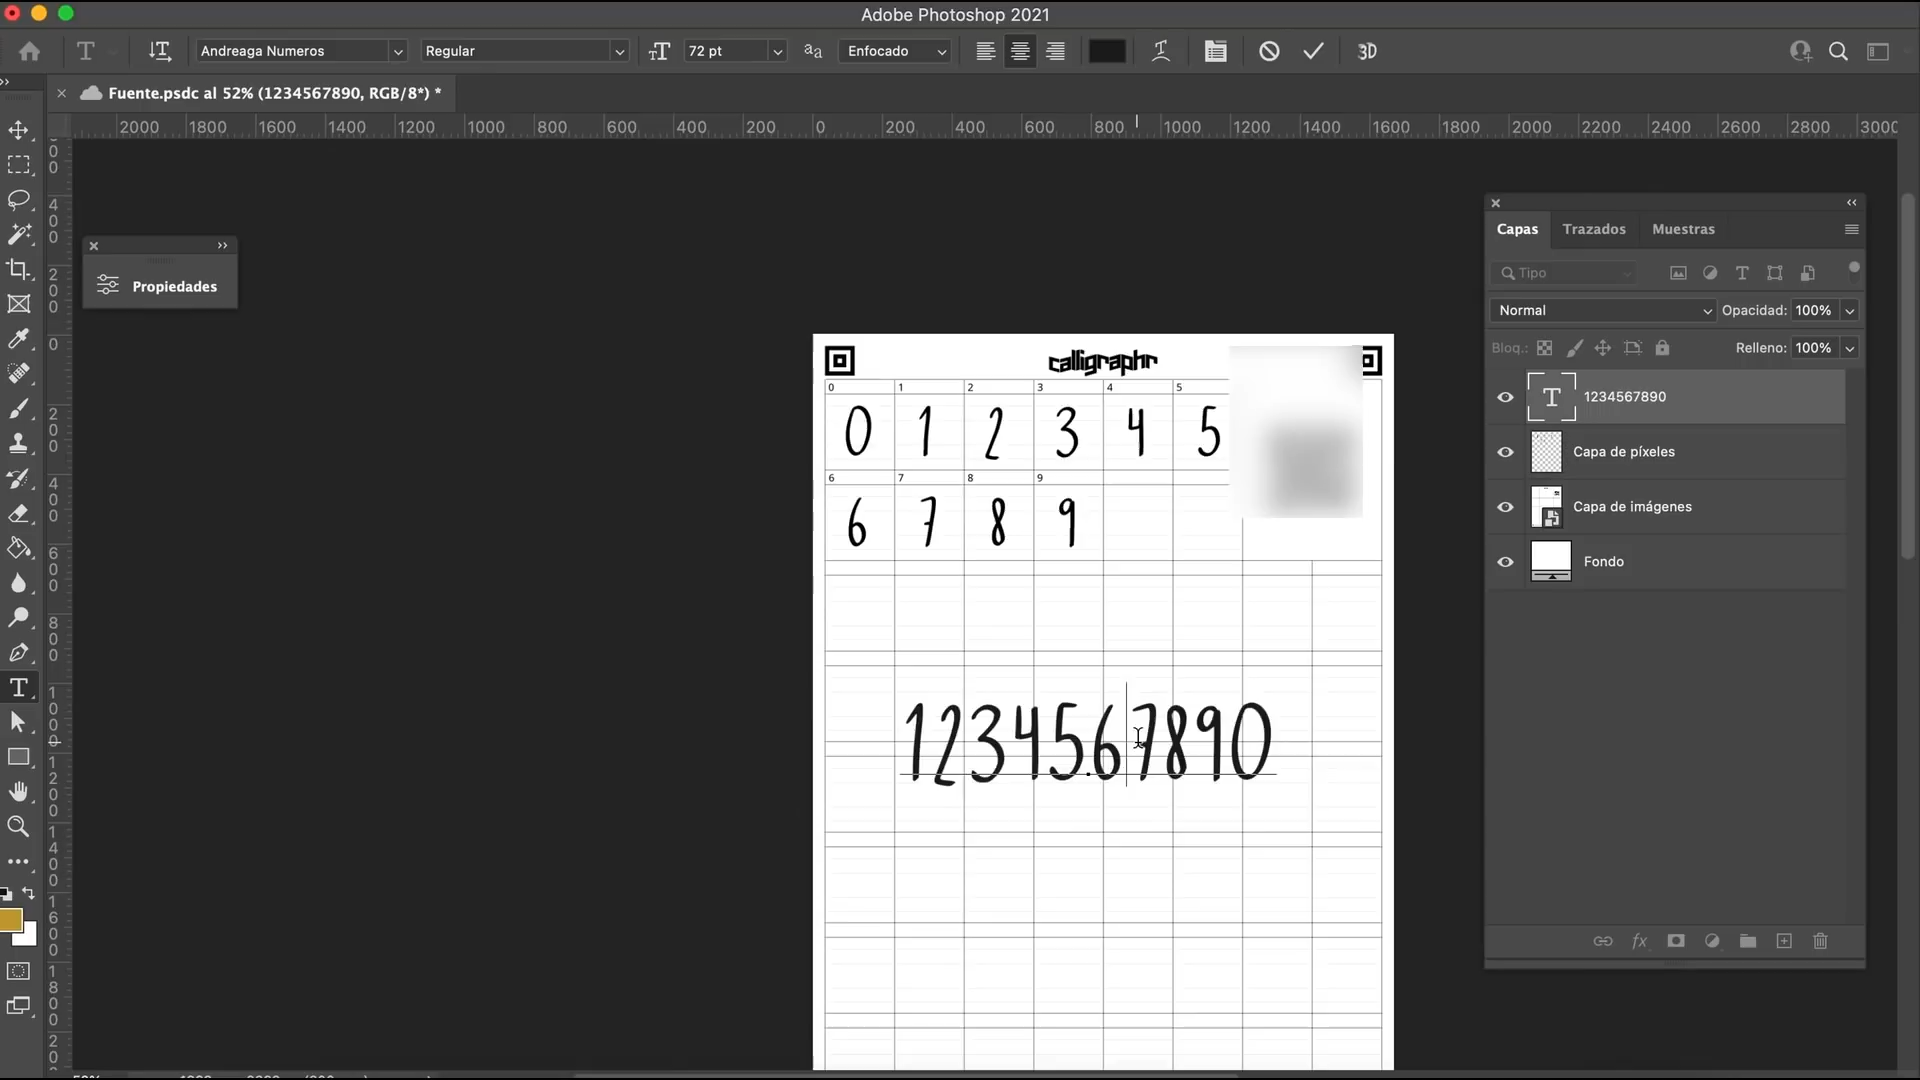 Adobe Photoshop 2021
Andreaga Numeros Regular 72 pt Enfocado 3D
Fuente.psdc al 52% (1234567890, RGB/8*) *
2000 1800 1600 1400 1200 1000 800 600 400 200 0 200 400 600 800 1000 1200 1400 1600 1800 2000 2200 2400 2600 2800 3000
Propiedades
calligraphr
0 1 2 3 4 5
0 1 2 3 4 5
6 7 8 9
6 7 8 9
1234567890
Capas Trazados Muestras
Tipo
Normal Opacidad: 100%
Bloq.: Relleno: 100%
1234567890
Capa de píxeles
Capa de imágenes
Fondo
fx